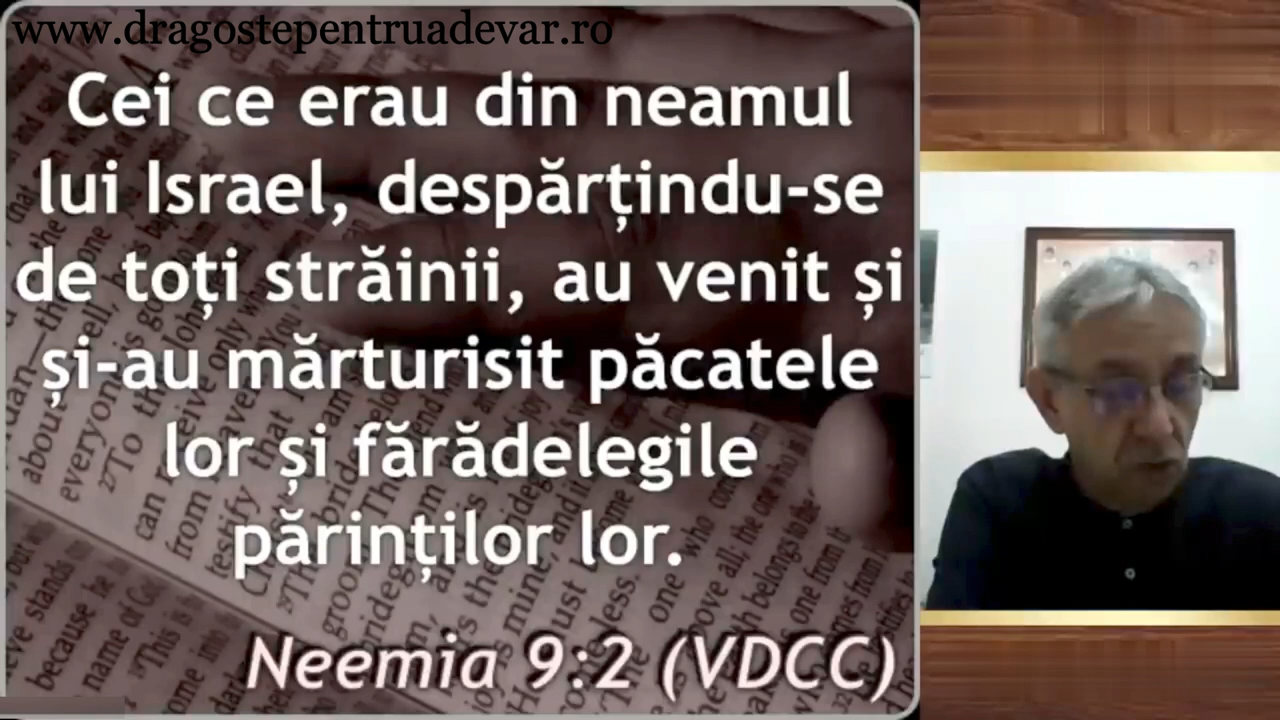 www.dragostepentruadevar.ro
Cei ce erau din neamul
lui Israel, despărțindu-se
de toți străinii, au venit și
și-au mărturisit păcatele
lor și fărădelegile
părinților lor.
Neemia 9:2 (VDCC)